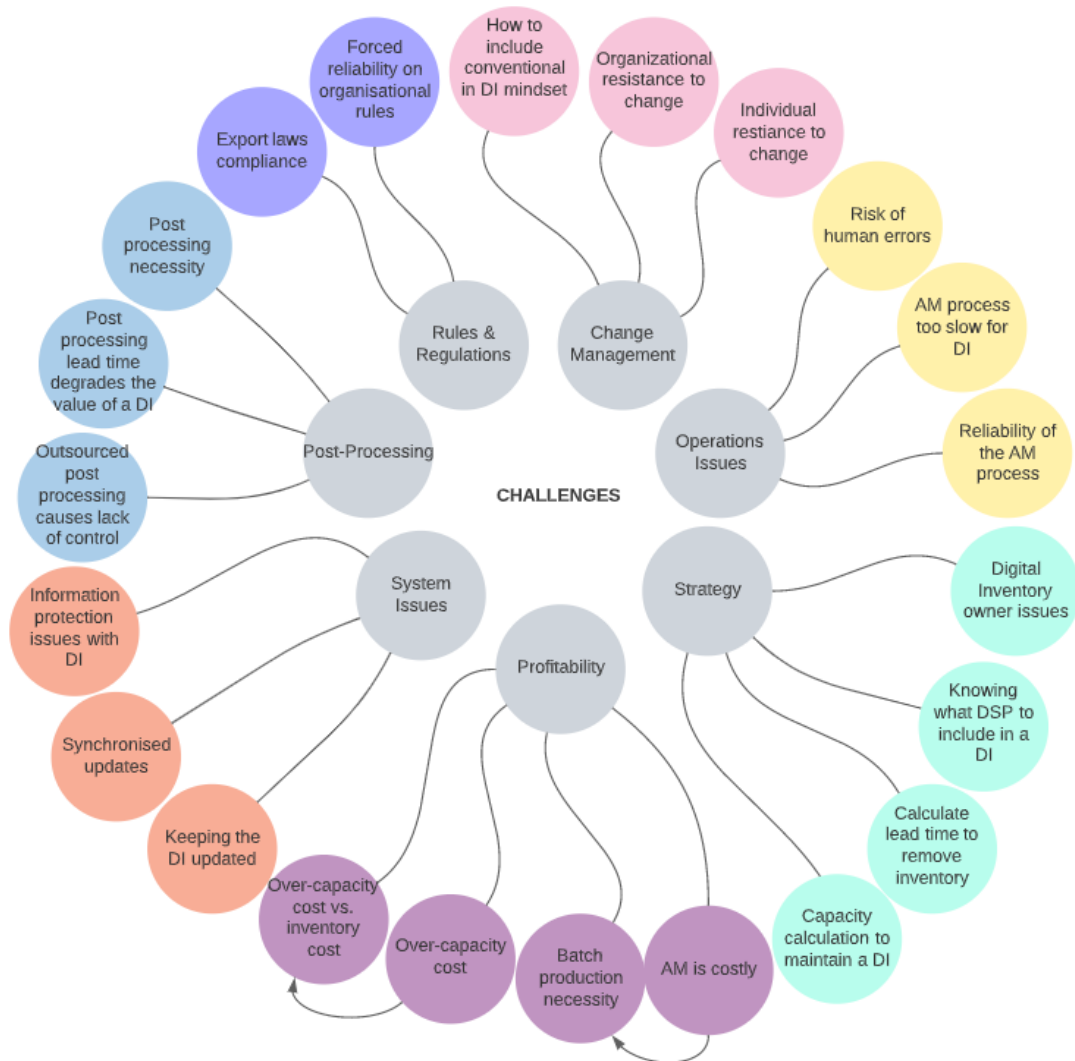 Forced
reliability on
organisational
rules
How to
include
conventional
in DI mindset
Organizational
resistance to
change
Individual
restiance to
change
Export laws
compliance
Post
processing
necessity
Risk of
human errors
Post
processing
lead time
degrades the
value of a DI
Rules &
Regulations
Change
Management
AM process
too slow for
DI
Outsourced
post
processing
causes lack
of control
Post-Processing
Operations
Issues
Reliability of
the AM
process
CHALLENGES
Information
protection
issues with
DI
System
Issues
Strategy
Digital
Inventory
owner issues
Profitability
Knowing
what DSP to
include in a
DI
Synchronised
updates
Keeping the
DI updated
Calculate
lead time to
remove
inventory
Over-capacity
cost vs.
inventory
cost
Over-capacity
cost
Batch
production
necessity
AM is costly
Capacity
calculation to
maintain a DI